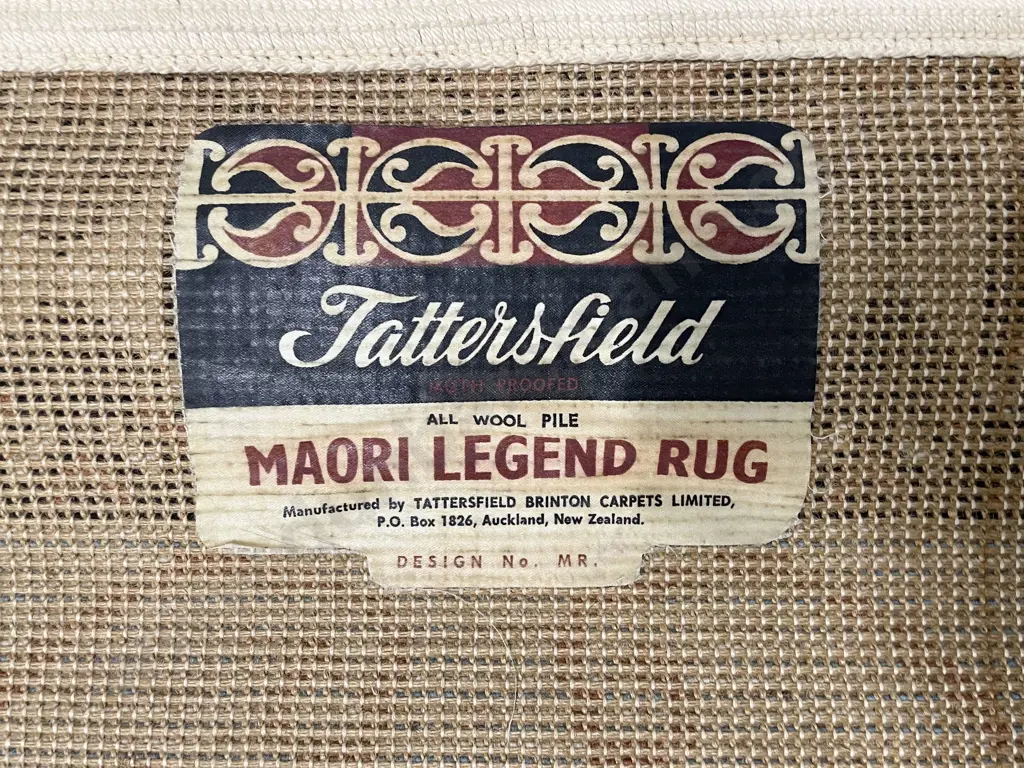 Tattersfield
MOTH PROOFED
ALL WOOL PILE
MAORI LEGEND RUG
Manufactured by TATTERSFIELD BRINTON CARPETS LIMITED,
P.O. Box 1826, Auckland, New Zealand.
DESIGN No. MR.